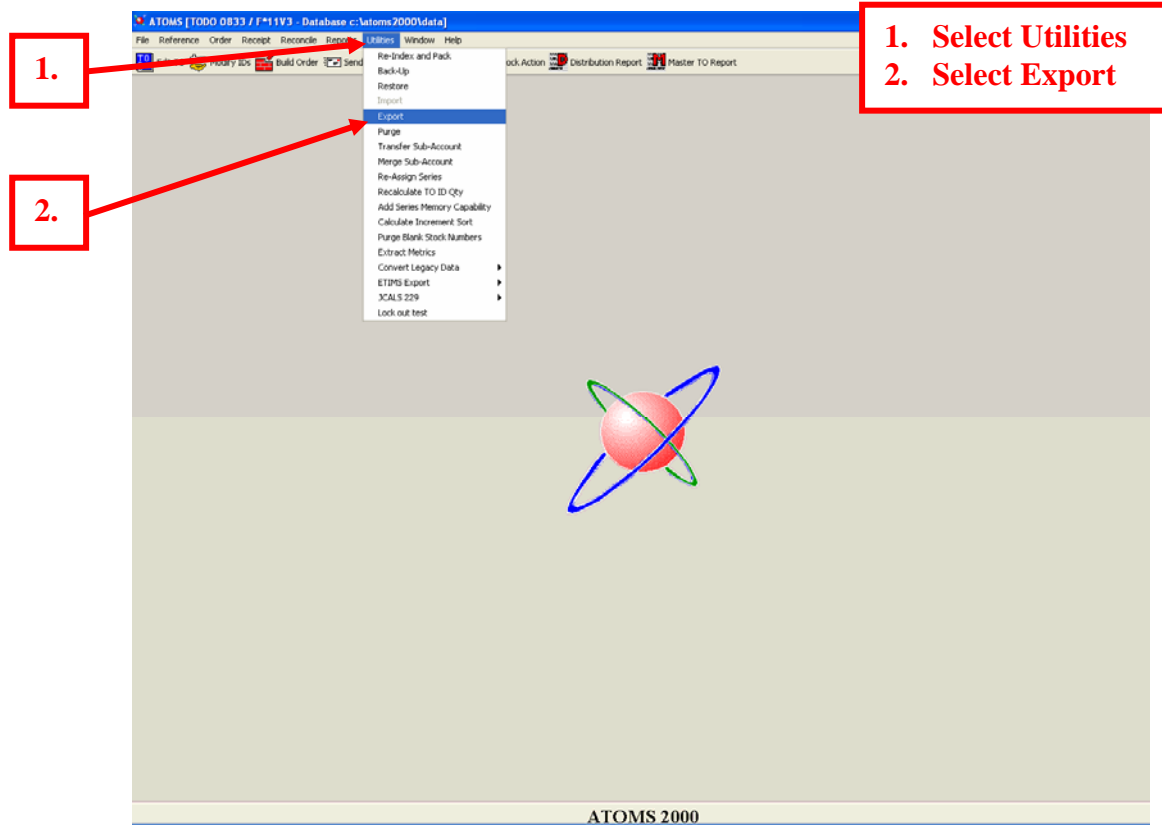 ATOMS [TODO 0833 / F*11V3 - Database c:\atoms2000\data]
File Reference Order Receipt Reconcile Reports Utilities Window Help
TO Modify IDs Build Order Send ock Action Distribution Report Master TO Report
1. Select Utilities
2. Select Export
1.
2.
Re-Index and Pack
Back-Up
Restore
Import
Export
Purge
Transfer Sub-Account
Merge Sub-Account
Re-Assign Series
Recalculate TO ID Qty
Add Series Memory Capability
Calculate Increment Sort
Purge Blank Stock Numbers
Extract Metrics
Convert Legacy Data
ETIMS Export
JCALS 229
Lock out test
ATOMS 2000